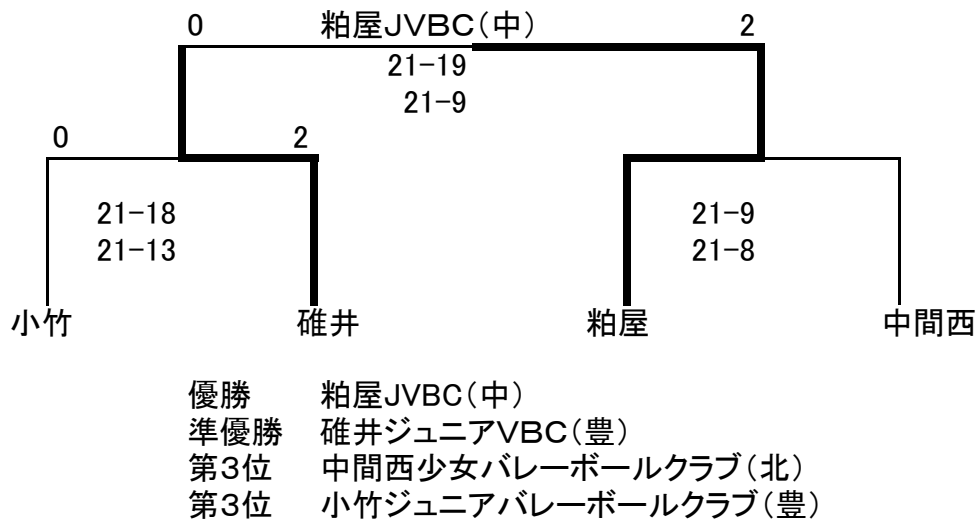 0 粕屋JVBC(中) 2
21-19
21-9
0 2
21-18 21-9
21-13 21-8
小竹 碓井 粕屋 中間西
優勝 粕屋JVBC(中)
準優勝 碓井ジュニアVBC(豊)
第3位 中間西少女バレーボールクラブ(北)
第3位 小竹ジュニアバレーボールクラブ(豊)